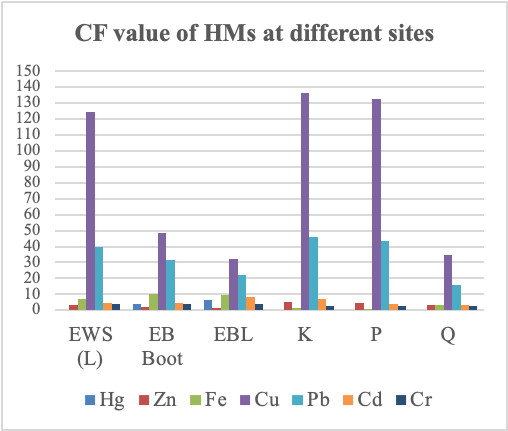 CF value of HMs at different sites
150
140
130
120
110
100
90
80
70
60
50
40
30
20
10
0
EWS (L)
EB Boot
EBL
K
P
Q
Hg Zn Fe Cu Pb Cd Cr